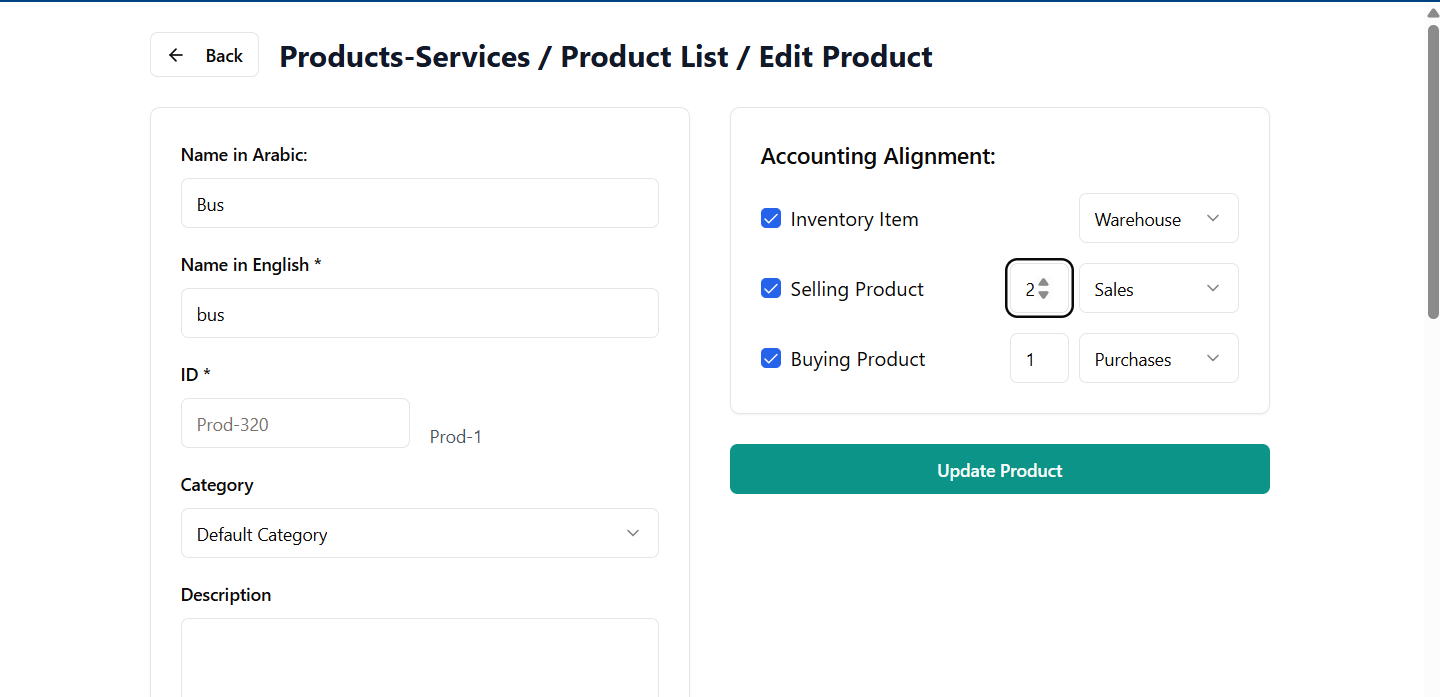 Back
Products-Services / Product List / Edit Product
Name in Arabic:
Bus
Name in English *
bus
ID *
Prod-320
Prod-1
Category
Default Category
Description
Accounting Alignment:
Inventory Item
Warehouse
Selling Product
2
Sales
Buying Product
1
Purchases
Update Product